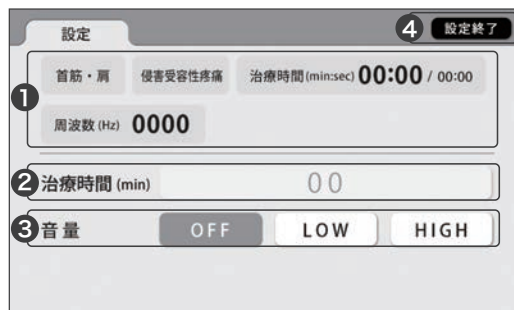 設定
4 設定終了
1
首筋・肩 侵害受容性疼痛 治療時間(min:sec) 00:00 / 00:00
周波数(Hz) 0000
2 治療時間(min) 00
3 音量 OFF LOW HIGH